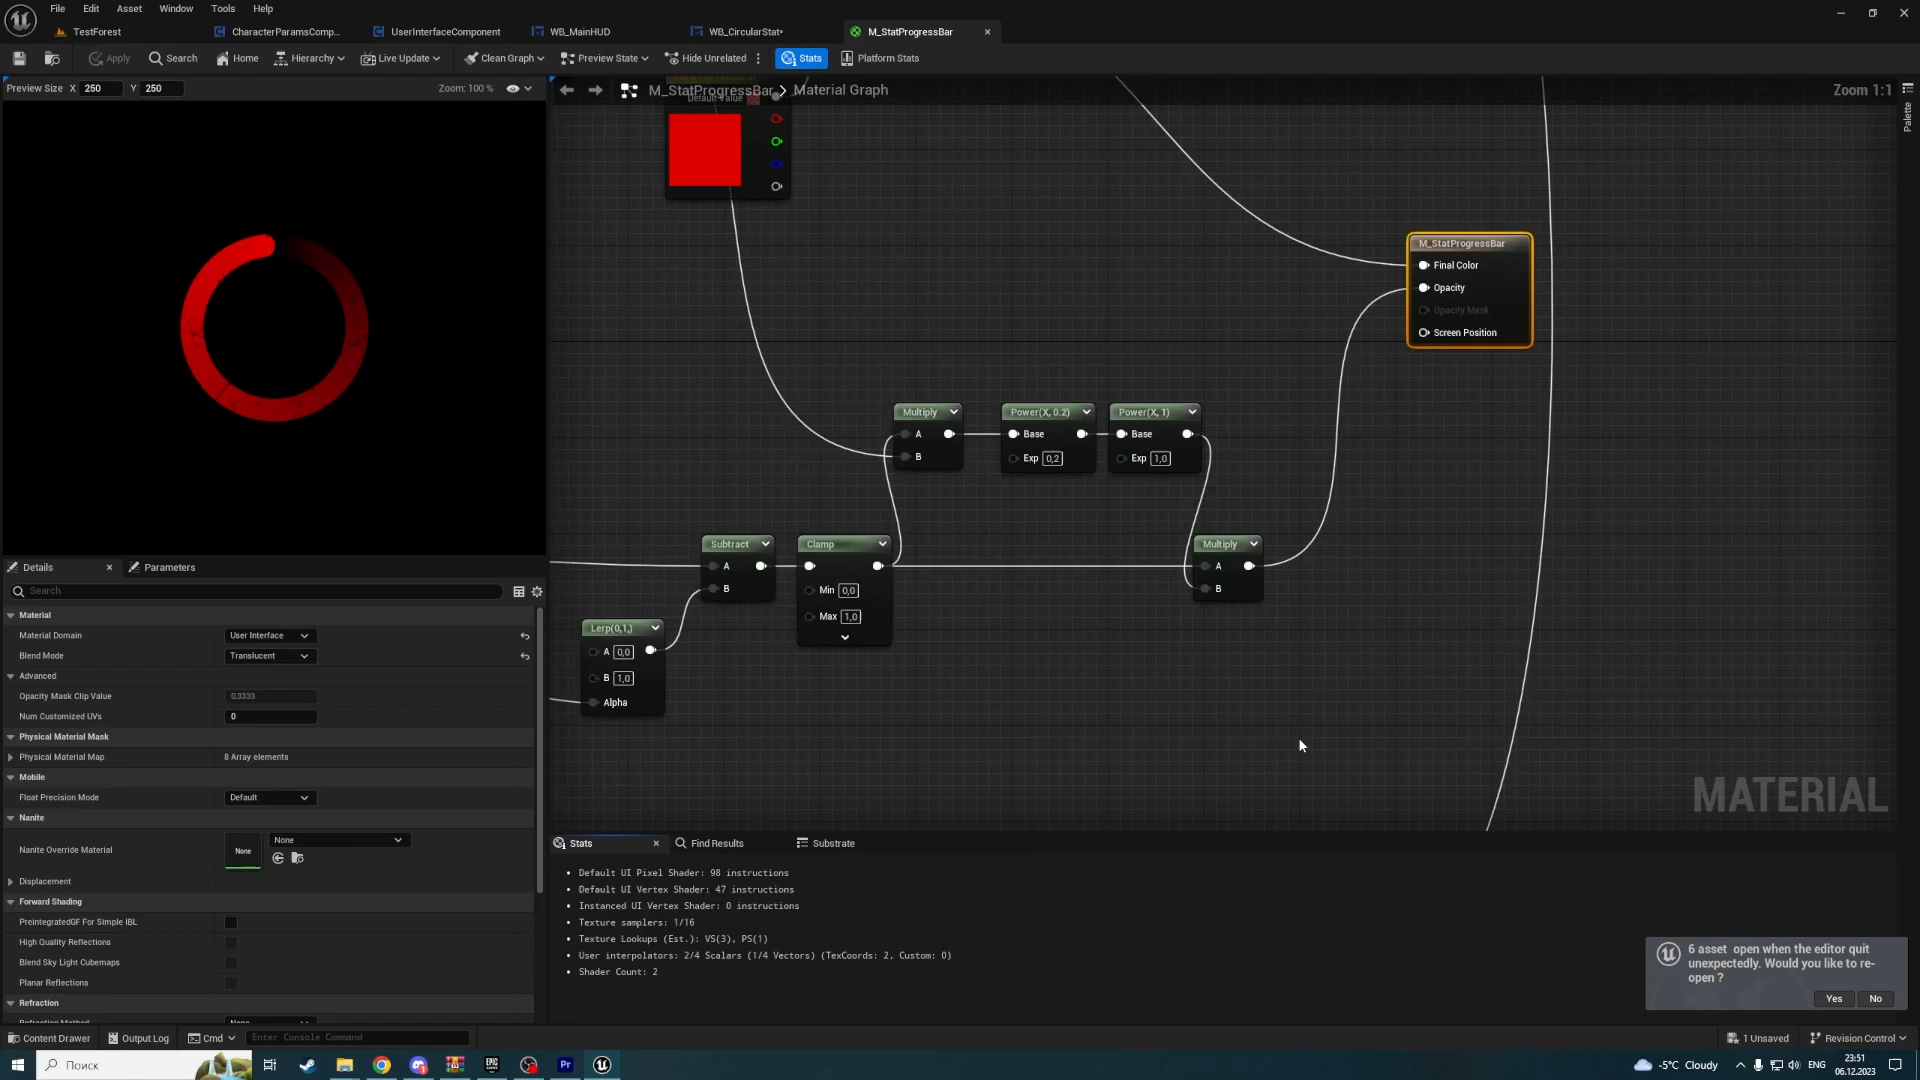 File Edit Asset Window Tools Help
TestForest CharacterParamsComp... UserInterfaceComponent WB_MainHUD WB_CircularStat* M_StatProgressBar
Apply Search Home Hierarchy Live Update Clean Graph Preview State Hide Unrelated Stats Platform Stats
Preview Size X 250 Y 250 Zoom: 100 %
M_StatProgressBar > Material Graph Zoom 1:1
Palette
Default Value
M_StatProgressBar
Final Color
Opacity
Opacity Mask
Screen Position
Multiply Power(X, 0.2) Power(X, 1)
A Base Base
B Exp 0,2 Exp 1,0
Subtract Clamp Multiply
A A
B Min 0,0 B
Max 1,0
Lerp(0,1,)
A 0,0
B 1,0
Alpha
MATERIAL
Details Parameters
Search
Material
Material Domain User Interface
Blend Mode Translucent
Advanced
Opacity Mask Clip Value 0,3333
Num Customized UVs 0
Physical Material Mask
Physical Material Map 8 Array elements
Mobile
Float Precision Mode Default
Nanite
Nanite Override Material None None
Displacement
Forward Shading
PreintegratedGF For Simple IBL
High Quality Reflections
Blend Sky Light Cubemaps
Planar Reflections
Refraction
Refraction Method None
Stats Find Results Substrate
Default UI Pixel Shader: 98 instructions
Default UI Vertex Shader: 47 instructions
Instanced UI Vertex Shader: 0 instructions
Texture samplers: 1/16
Texture Lookups (Est.): VS(3), PS(1)
User interpolators: 2/4 Scalars (1/4 Vectors) (TexCoords: 2, Custom: 0)
Shader Count: 2
6 asset open when the editor quit
unexpectedly. Would you like to re-
open ?
Yes No
Content Drawer Output Log Cmd Enter Console Command 1 Unsaved Revision Control
Поиск EPIC Pr -5°C Cloudy ENG 23:51
06.12.2023